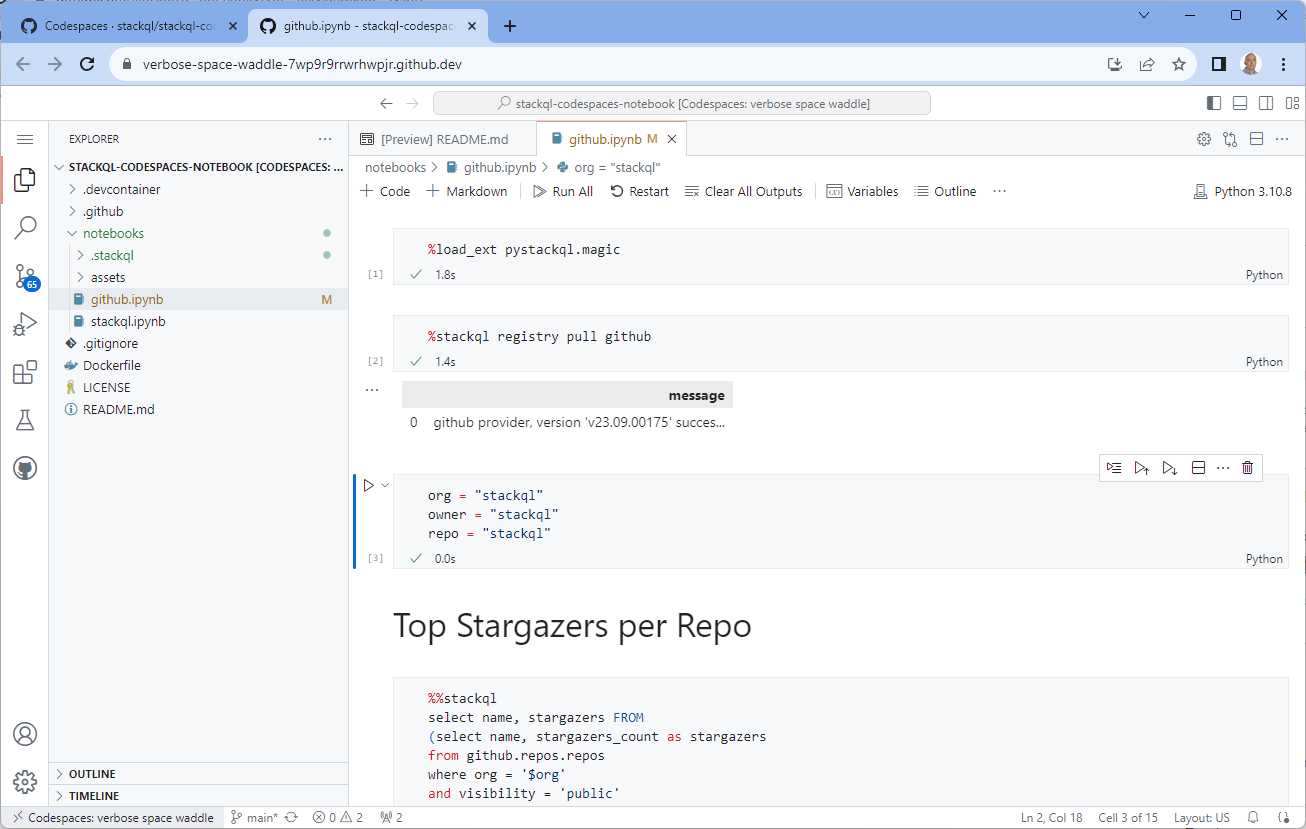 Codespaces · stackql/stackql-co
github.ipynb - stackql-codespac
verbose-space-waddle-7wp9r9rrwrhwpjr.github.dev
stackql-codespaces-notebook [Codespaces: verbose space waddle]
EXPLORER
STACKQL-CODESPACES-NOTEBOOK [CODESPACES: ...
.devcontainer
.github
notebooks
.stackql
assets
github.ipynb M
stackql.ipynb
.gitignore
Dockerfile
LICENSE
README.md
65
OUTLINE
TIMELINE
[Preview] README.md
github.ipynb M
notebooks > github.ipynb > org = "stackql"
+ Code + Markdown Run All Restart Clear All Outputs Variables Outline ... Python 3.10.8
%load_ext pystackql.magic
[1] 1.8s Python
%stackql registry pull github
[2] 1.4s Python
message
0 github provider, version 'v23.09.00175' succes...
org = "stackql"
owner = "stackql"
repo = "stackql"
[3] 0.0s Python
Top Stargazers per Repo
%%stackql
select name, stargazers FROM
(select name, stargazers_count as stargazers
from github.repos.repos
where org = '$org'
and visibility = 'public'
Codespaces: verbose space waddle main* 0 2 2 Ln 2, Col 18 Cell 3 of 15 Layout: US